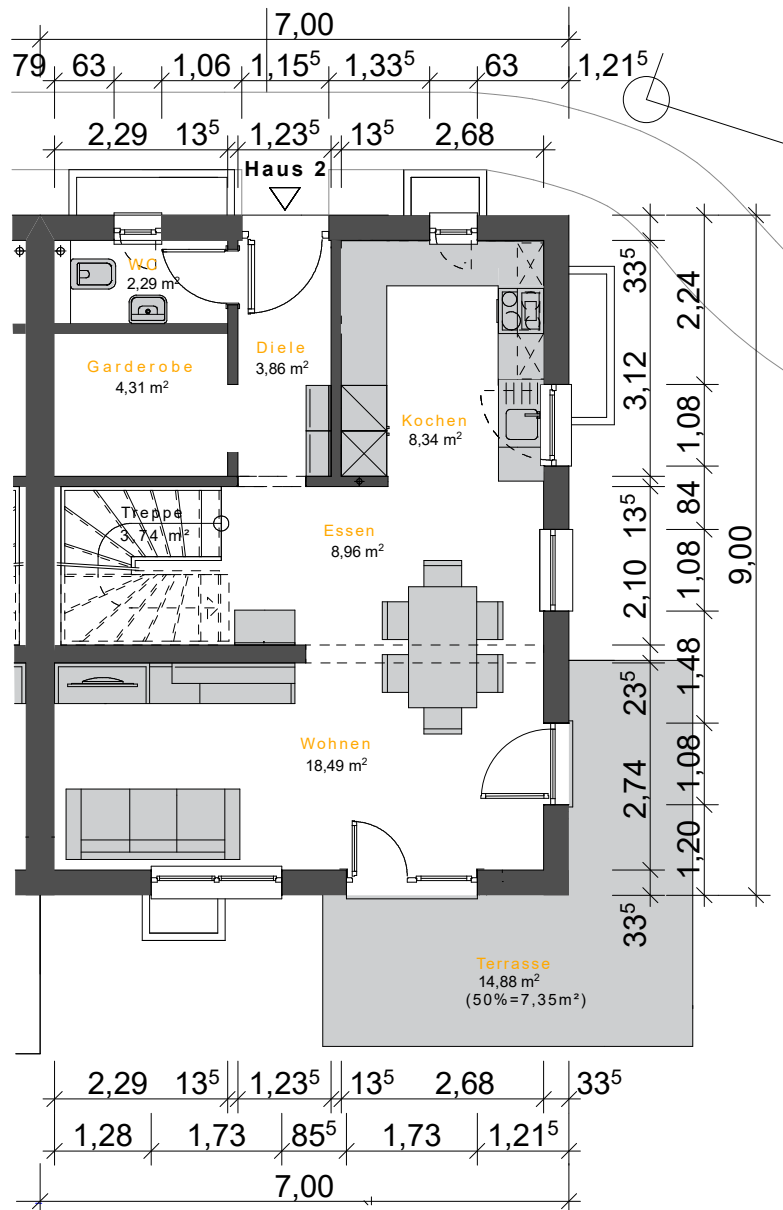 7,00
79 63 1,06 1,15⁵ 1,33⁵ 63 1,21⁵
2,29 13⁵ 1,23⁵ 13⁵ 2,68
Haus 2
WC
2,29 m²
Diele
3,86 m²
Garderobe
4,31 m²
Kochen
8,34 m²
Treppe
3,74 m²
Essen
8,96 m²
Wohnen
18,49 m²
Terrasse
14,88 m²
(50%=7,35m²)
33⁵
3,12
13⁵
2,10
23⁵
2,74
33⁵
2,24
1,08
84
1,08
1,48
1,08
1,20
9,00
2,29 13⁵ 1,23⁵ 13⁵ 2,68 33⁵
1,28 1,73 85⁵ 1,73 1,21⁵
7,00